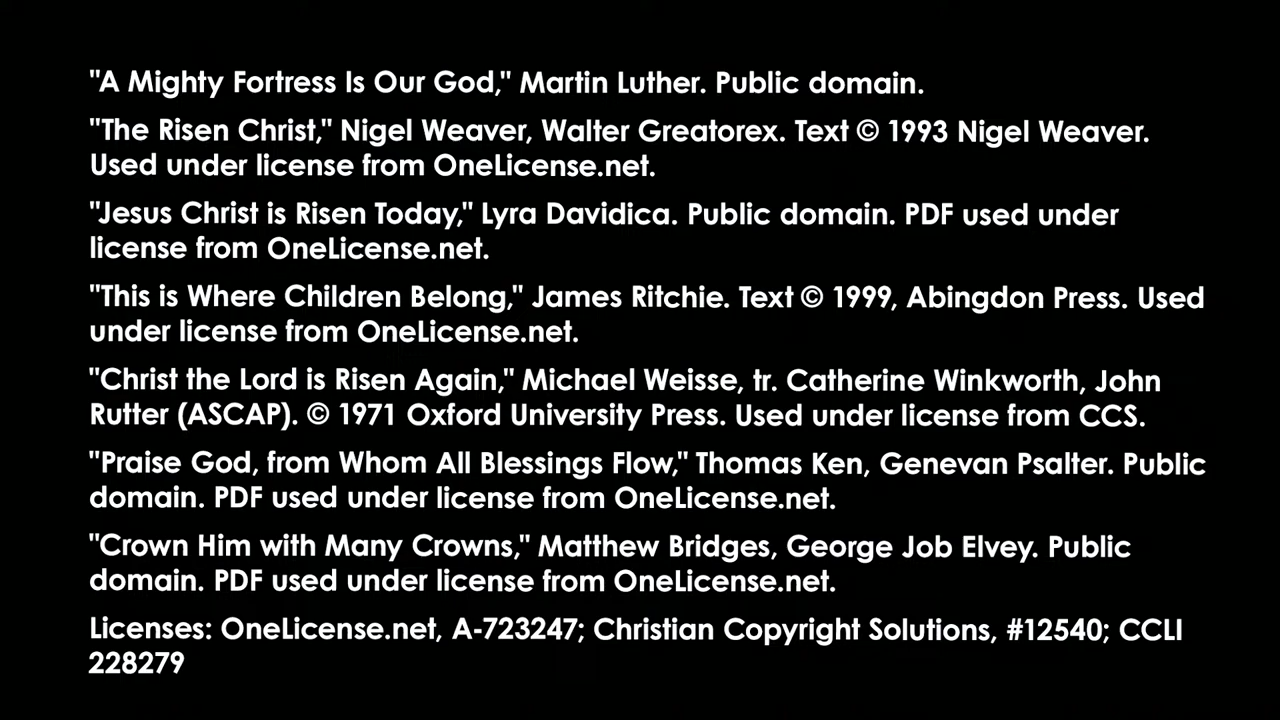 "A Mighty Fortress Is Our God," Martin Luther. Public domain.
"The Risen Christ," Nigel Weaver, Walter Greatorex. Text © 1993 Nigel Weaver.
Used under license from OneLicense.net.
"Jesus Christ is Risen Today," Lyra Davidica. Public domain. PDF used under
license from OneLicense.net.
"This is Where Children Belong," James Ritchie. Text © 1999, Abingdon Press. Used
under license from OneLicense.net.
"Christ the Lord is Risen Again," Michael Weisse, tr. Catherine Winkworth, John
Rutter (ASCAP). © 1971 Oxford University Press. Used under license from CCS.
"Praise God, from Whom All Blessings Flow," Thomas Ken, Genevan Psalter. Public
domain. PDF used under license from OneLicense.net.
"Crown Him with Many Crowns," Matthew Bridges, George Job Elvey. Public
domain. PDF used under license from OneLicense.net.
Licenses: OneLicense.net, A-723247; Christian Copyright Solutions, #12540; CCLI
228279